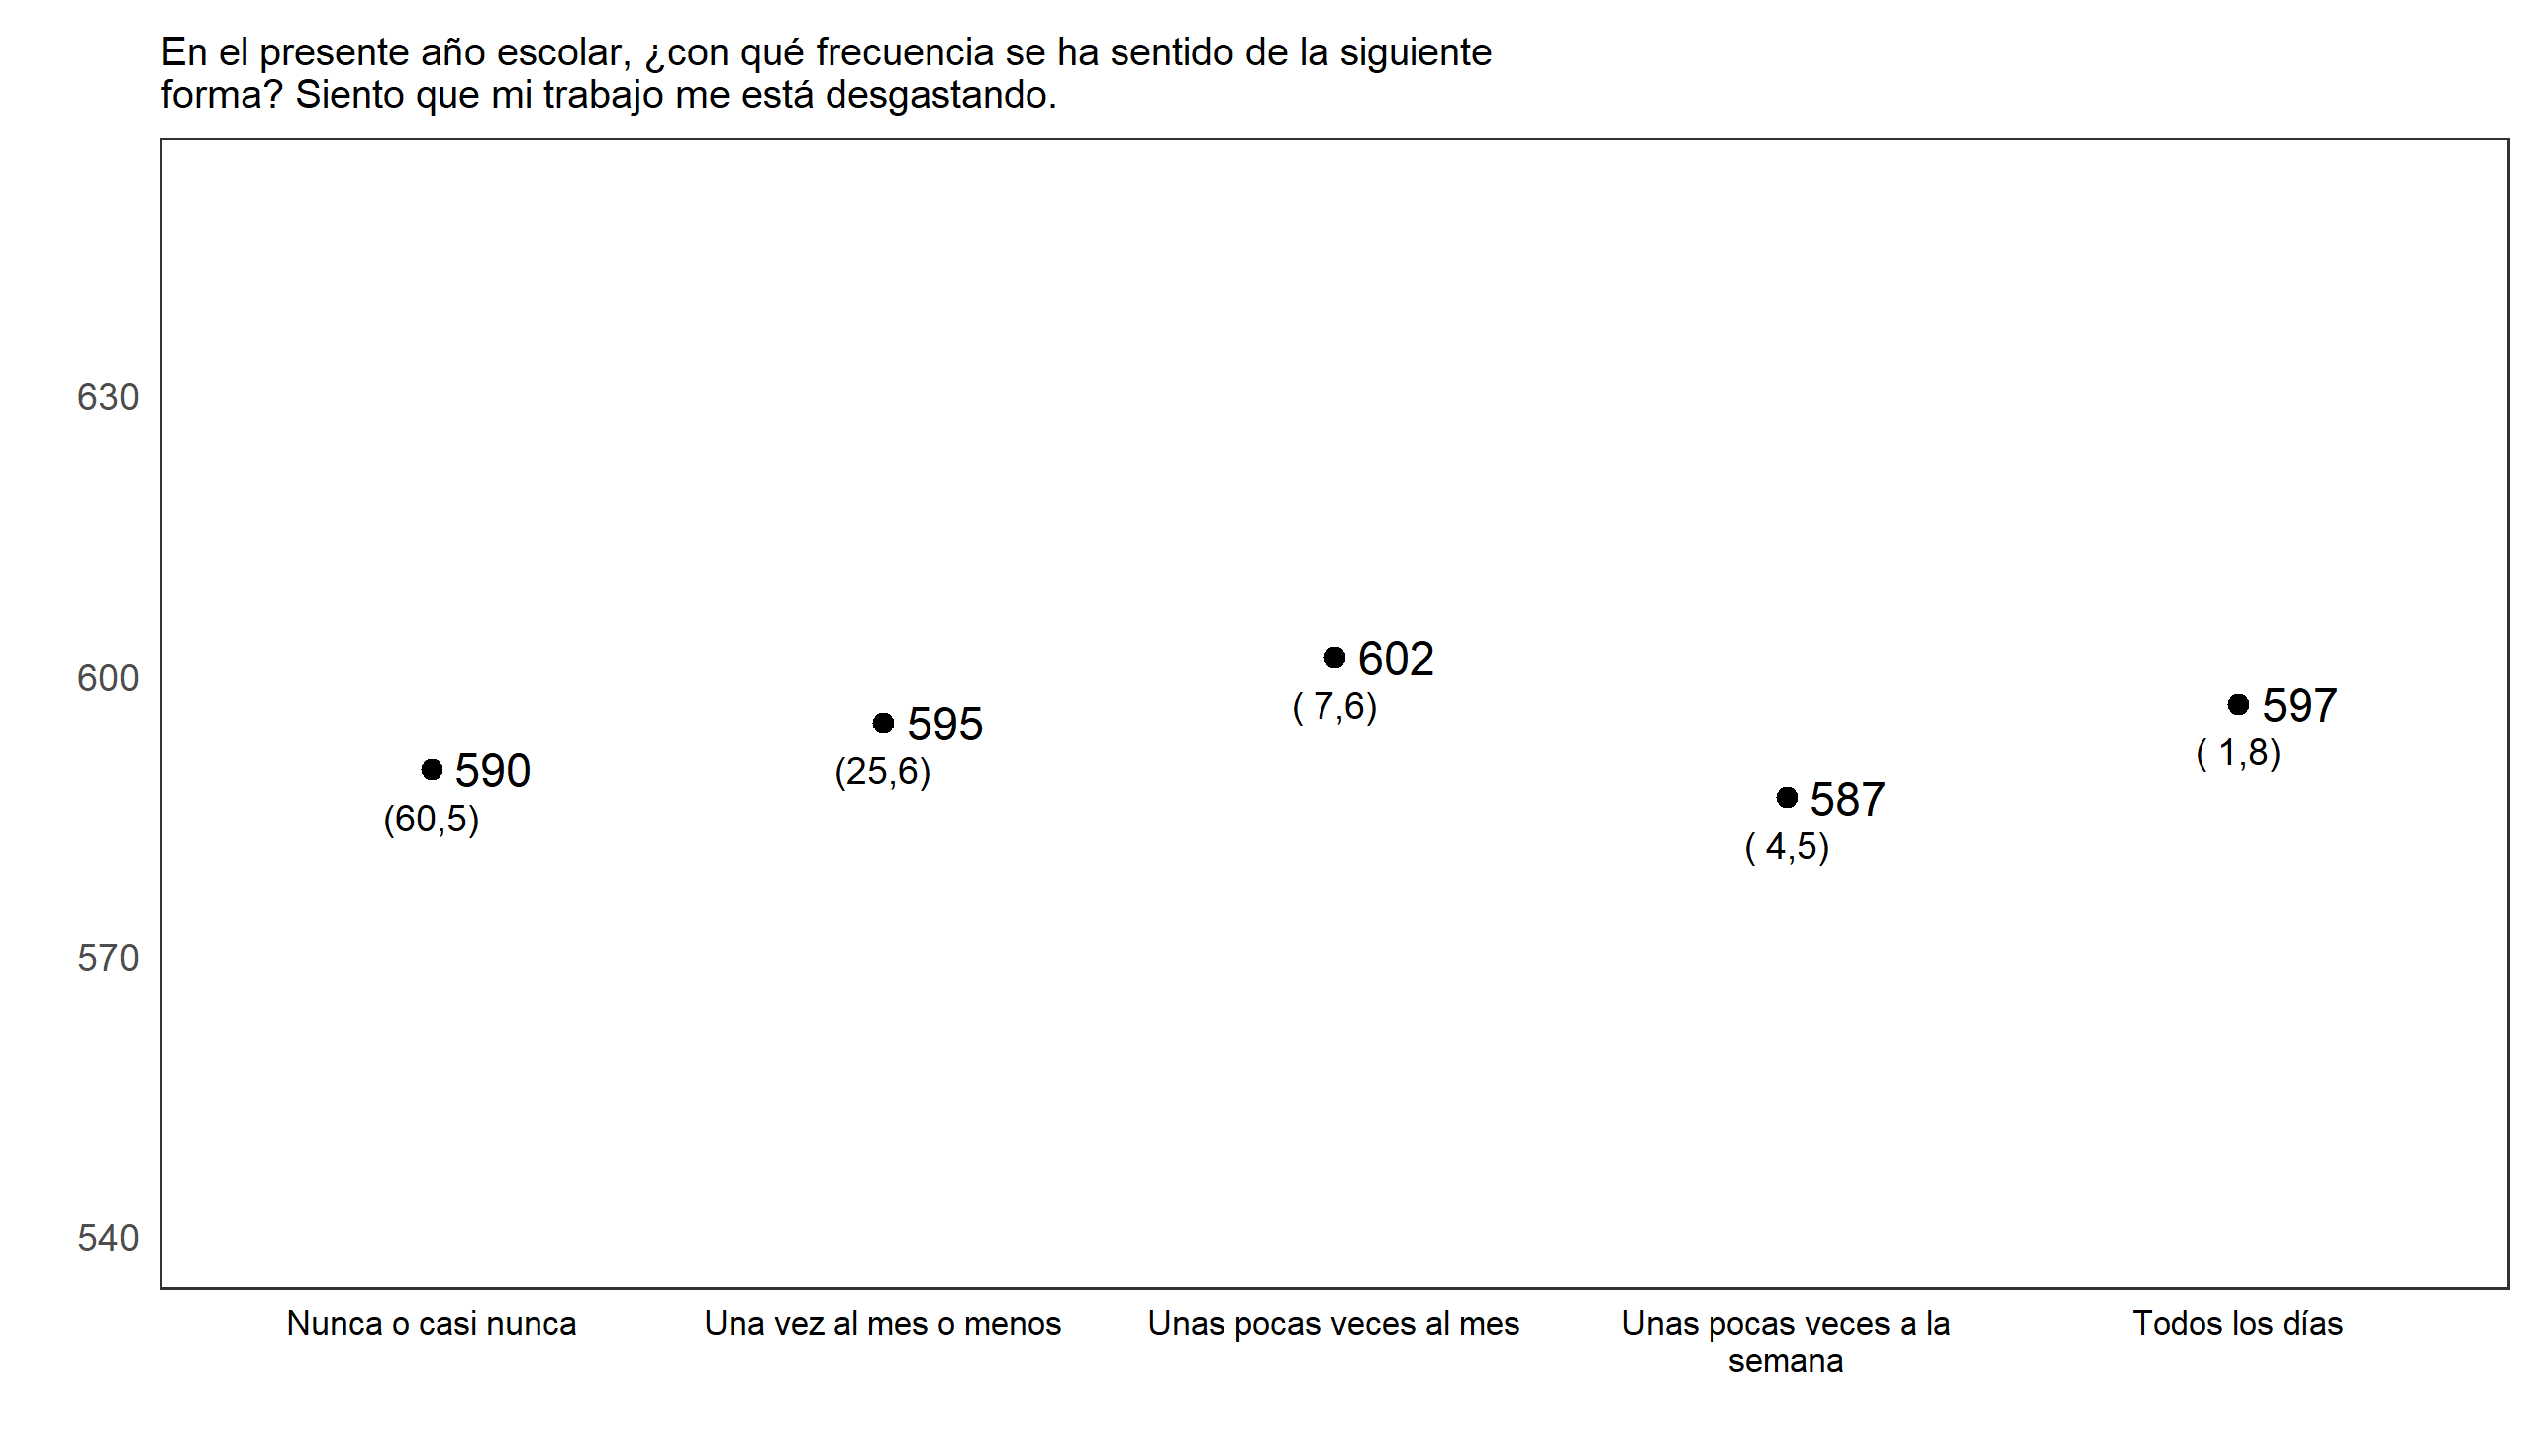 En el presente año escolar, ¿con qué frecuencia se ha sentido de la siguiente
forma? Siento que mi trabajo me está desgastando.
630
600
570
540
590
(60,5)
595
(25,6)
602
( 7,6)
587
( 4,5)
597
( 1,8)
Nunca o casi nunca
Una vez al mes o menos
Unas pocas veces al mes
Unas pocas veces a la
semana
Todos los días